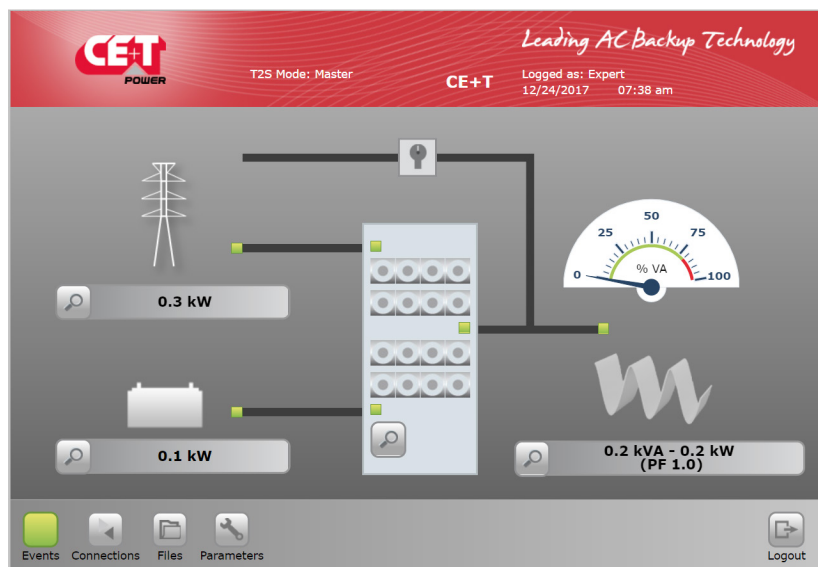 CE+T
POWER
Leading AC Backup Technology
T2S Mode: Master
CE+T
Logged as: Expert
12/24/2017 07:38 am
0.3 kW
0.1 kW
0
25
50
75
100
% VA
0.2 kVA - 0.2 kW
(PF 1.0)
Events
Connections
Files
Parameters
Logout